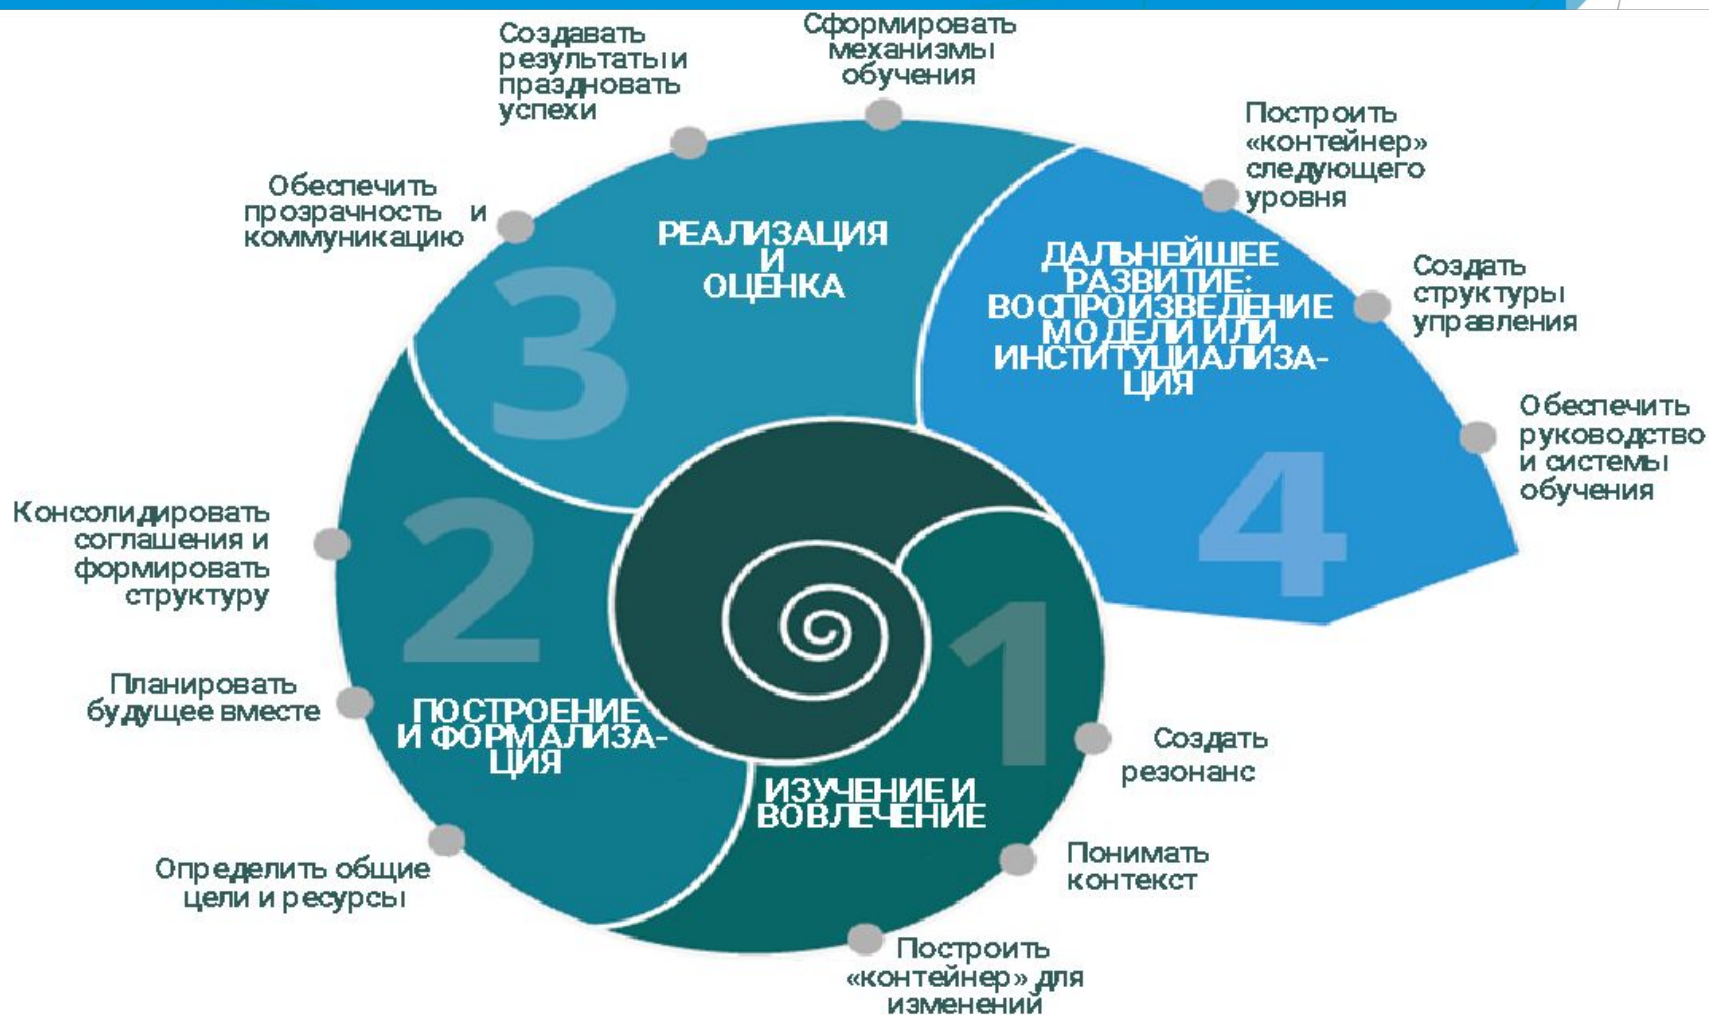 Создавать
результаты и
праздновать
успехи
Сформировать
механизмы
обучения
Построить
«контейнер»
следующего
уровня
Обеспечить
прозрачность и
коммуникацию
РЕАЛИЗАЦИЯ
И
ОЦЕНКА
3
ДАЛЬНЕЙШЕЕ
РАЗВИТИЕ:
ВОСПРОИЗВЕДЕНИЕ
МОДЕЛИ ИЛИ
ИНСТИТУЦИАЛИЗА-
ЦИЯ
4
Создать
структуры
управления
Обеспечить
руководство
и системы
обучения
Консолидировать
соглашения и
формировать
структуру
2
Планировать
будущее вместе
ПОСТРОЕНИЕ
И ФОРМАЛИЗА-
ЦИЯ
Определить общие
цели и ресурсы
1
ИЗУЧЕНИЕ И
ВОВЛЕЧЕНИЕ
Создать
резонанс
Понимать
контекст
Построить
«контейнер» для
изменений